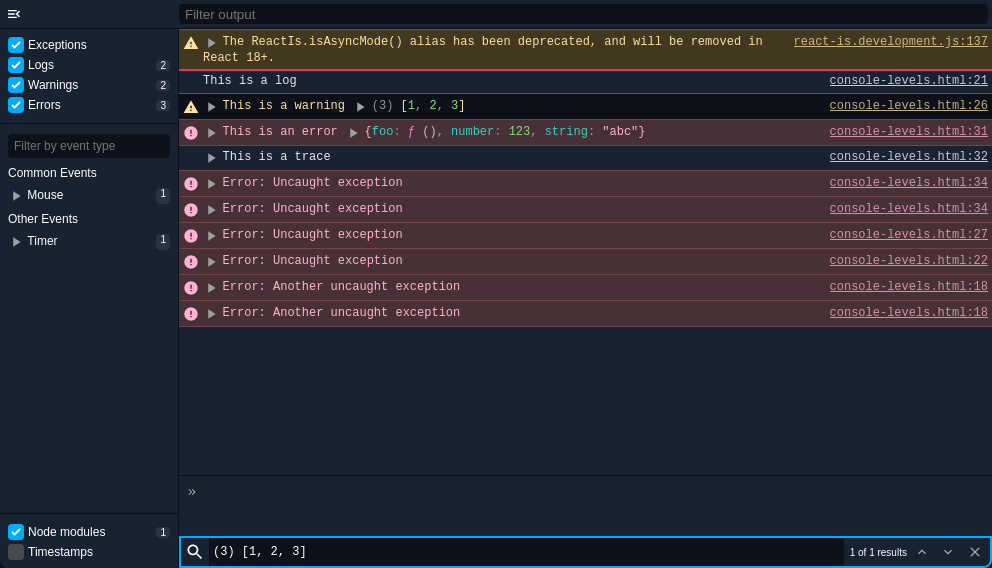 Filter output
Exceptions
Logs 2
Warnings 2
Errors 3
Filter by event type
Common Events
Mouse 1
Other Events
Timer 1
Node modules 1
Timestamps
The ReactIs.isAsyncMode() alias has been deprecated, and will be removed in react-is.development.js:137
React 18+.
This is a log console-levels.html:21
This is a warning (3) [1, 2, 3] console-levels.html:26
This is an error {foo: ƒ (), number: 123, string: "abc"} console-levels.html:31
This is a trace console-levels.html:32
Error: Uncaught exception console-levels.html:34
Error: Uncaught exception console-levels.html:34
Error: Uncaught exception console-levels.html:27
Error: Uncaught exception console-levels.html:22
Error: Another uncaught exception console-levels.html:18
Error: Another uncaught exception console-levels.html:18
»
(3) [1, 2, 3] 1 of 1 results